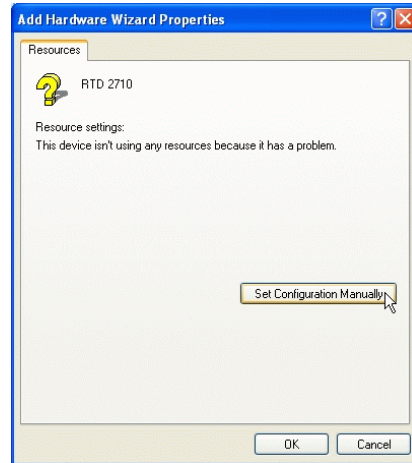 Add Hardware Wizard Properties
Resources
RTD 2710
Resource settings:
This device isn't using any resources because it has a problem.
Set Configuration Manually
OK
Cancel